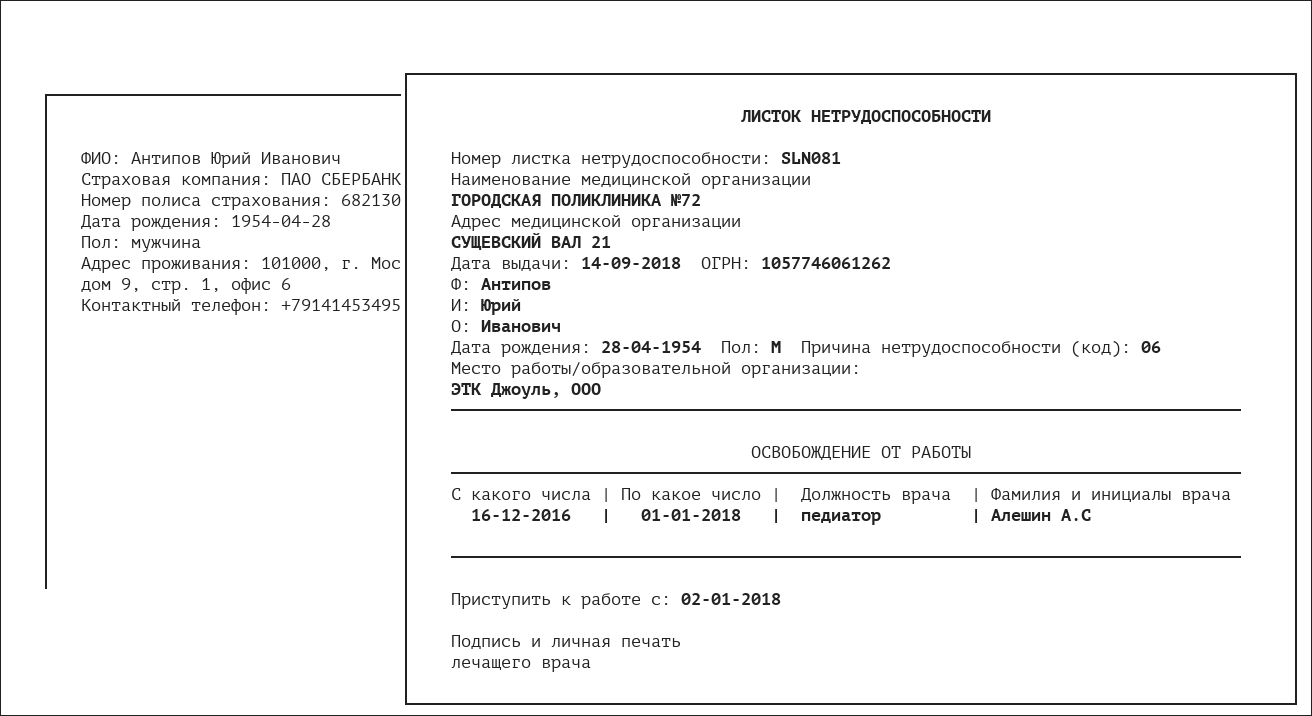 ФИО: Антипов Юрий Иванович
Страховая компания: ПАО СБЕРБАНК
Номер полиса страхования: 682130
Дата рождения: 1954-04-28
Пол: мужчина
Адрес проживания: 101000, г. Мос
дом 9, стр. 1, офис 6
Контактный телефон: +79141453495
ЛИСТОК НЕТРУДОСПОСОБНОСТИ
Номер листка нетрудоспособности: SLN081
Наименование медицинской организации
ГОРОДСКАЯ ПОЛИКЛИНИКА №72
Адрес медицинской организации
СУЩЕВСКИЙ ВАЛ 21
Дата выдачи: 14-09-2018 ОГРН: 1057746061262
Ф: Антипов
И: Юрий
О: Иванович
Дата рождения: 28-04-1954 Пол: М Причина нетрудоспособности (код): 06
Место работы/образовательной организации:
ЭТК Джоуль, ООО
ОСВОБОЖДЕНИЕ ОТ РАБОТЫ
С какого числа | По какое число | Должность врача | Фамилия и инициалы врача
16-12-2016 | 01-01-2018 | педиатор | Алешин А.С
Приступить к работе с: 02-01-2018
Подпись и личная печать
лечащего врача